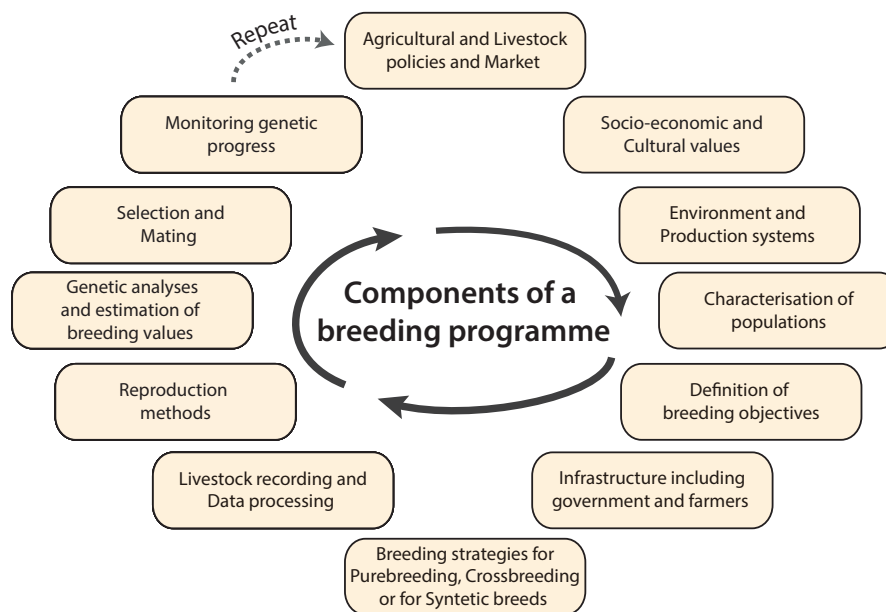 Repeat
Agricultural and Livestock
policies and Market
Socio-economic and
Cultural values
Environment and
Production systems
Characterisation of
populations
Definition of
breeding objectives
Infrastructure including
government and farmers
Breeding strategies for
Purebreeding, Crossbreeding
or for Syntetic breeds
Livestock recording and
Data processing
Reproduction
methods
Genetic analyses
and estimation of
breeding values
Selection and
Mating
Monitoring genetic
progress
Components of a
breeding programme